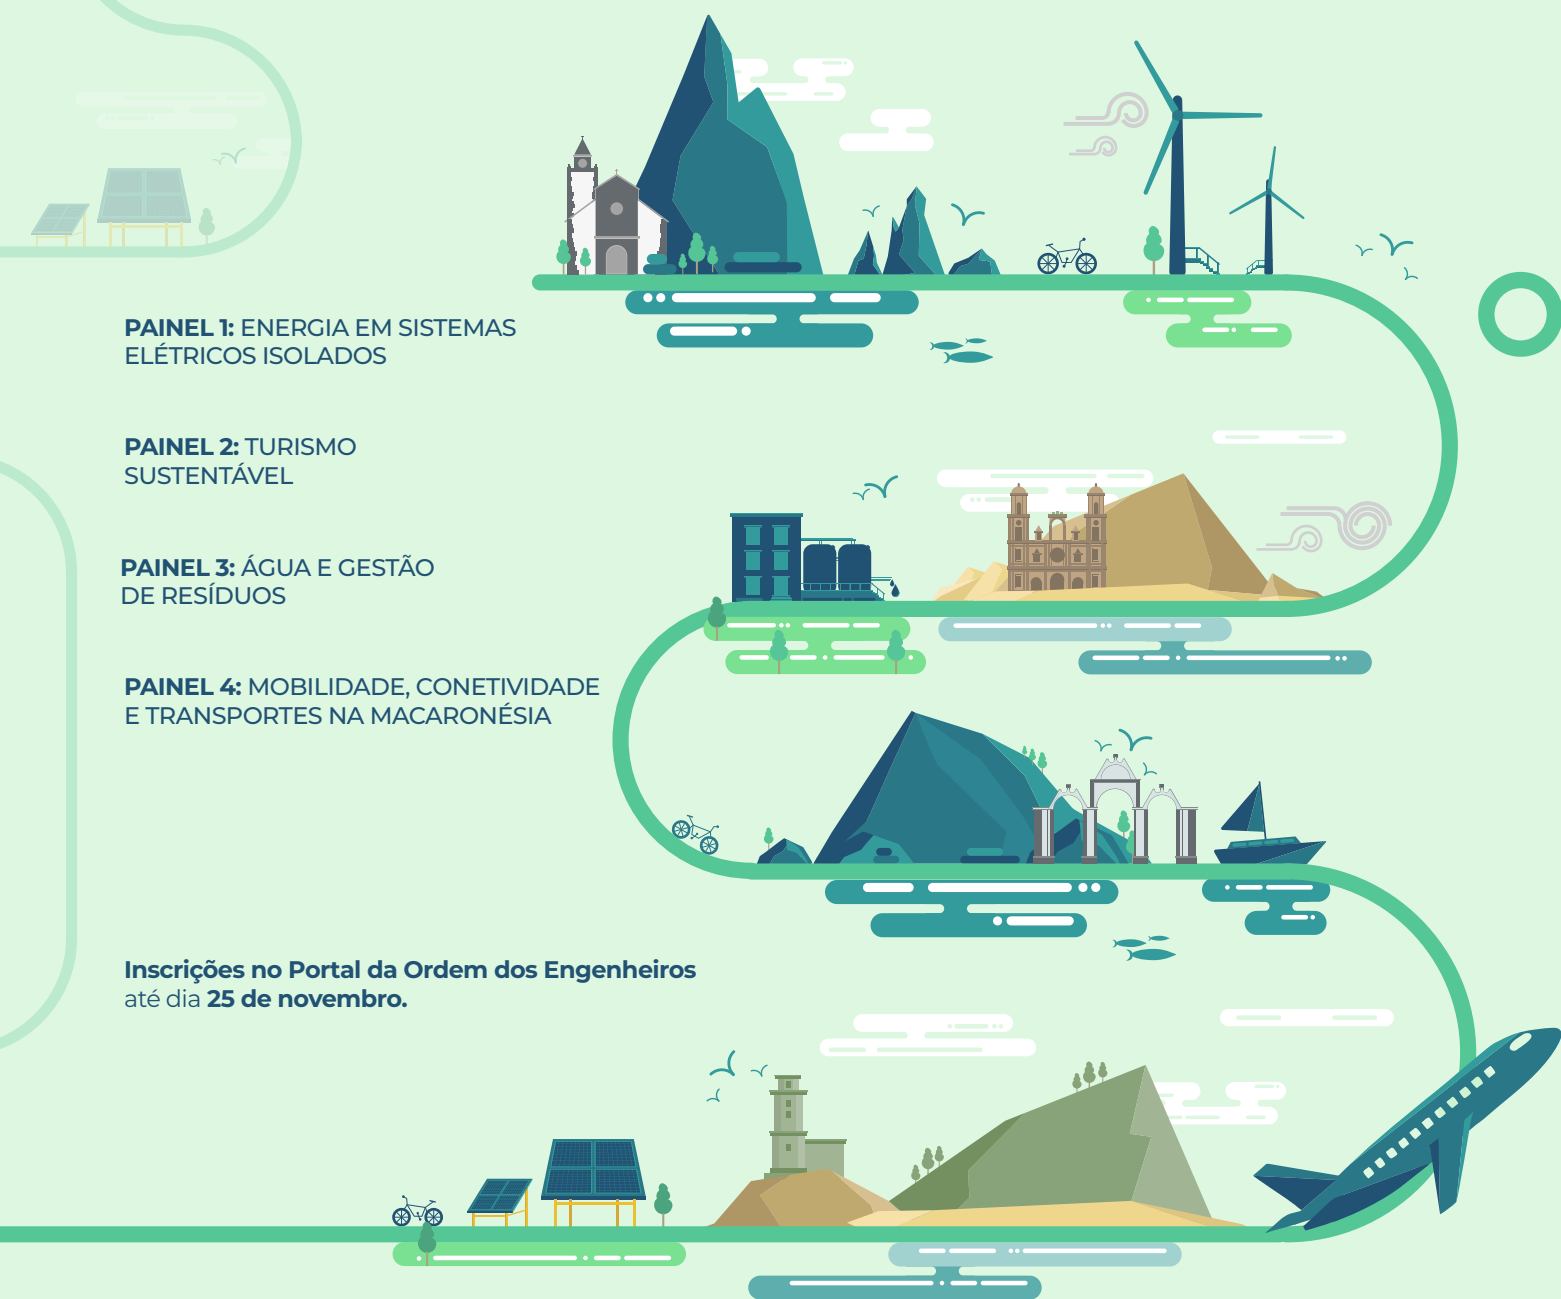 PAINEL 1: ENERGIA EM SISTEMAS
ELÉTRICOS ISOLADOS
PAINEL 2: TURISMO
SUSTENTÁVEL
PAINEL 3: ÁGUA E GESTÃO
DE RESÍDUOS
PAINEL 4: MOBILIDADE, CONETIVIDADE
E TRANSPORTES NA MACARONÉSIA
Inscrições no Portal da Ordem dos Engenheiros
até dia 25 de novembro.